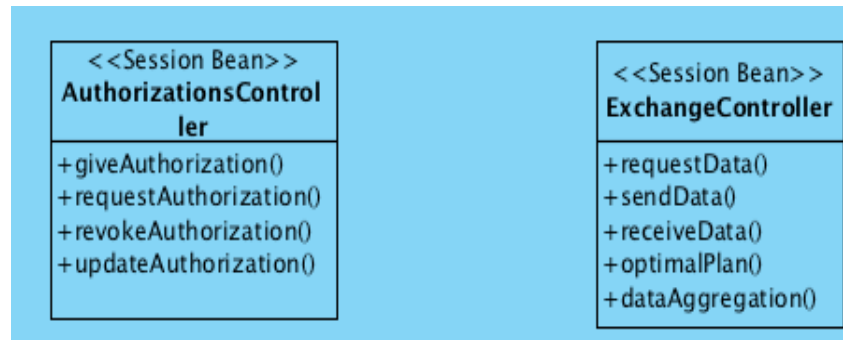 <<Session Bean>>
AuthorizationsControl
ler
+giveAuthorization()
+requestAuthorization()
+revokeAuthorization()
+updateAuthorization()
<<Session Bean>>
ExchangeController
+requestData()
+sendData()
+receiveData()
+optimalPlan()
+dataAggregation()